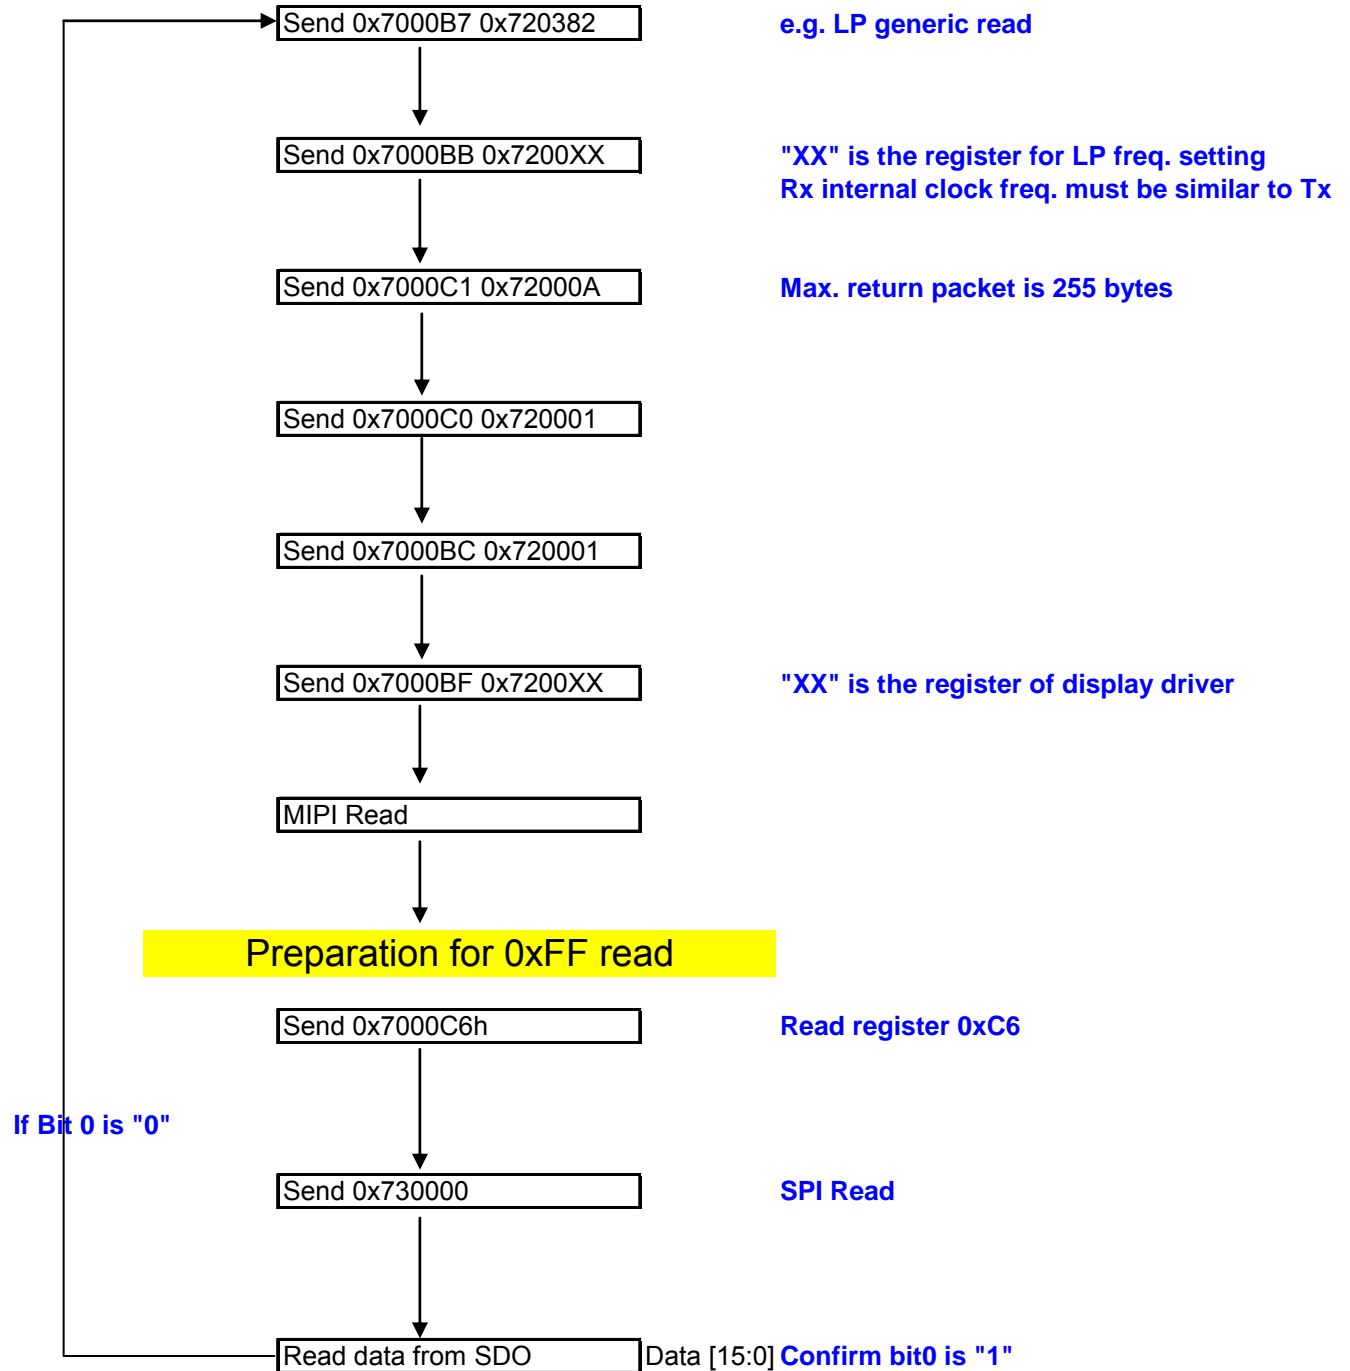 Send 0x7000B7 0x720382 e.g. LP generic read
Send 0x7000BB 0x7200XX "XX" is the register for LP freq. setting
Rx internal clock freq. must be similar to Tx
Send 0x7000C1 0x72000A Max. return packet is 255 bytes
Send 0x7000C0 0x720001
Send 0x7000BC 0x720001
Send 0x7000BF 0x7200XX "XX" is the register of display driver
MIPI Read
Preparation for 0xFF read
Send 0x7000C6h Read register 0xC6
If Bit 0 is "0"
Send 0x730000 SPI Read
Read data from SDO Data [15:0] Confirm bit0 is "1"